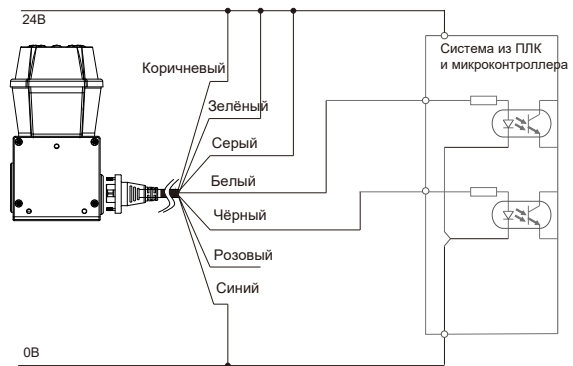 24В
Система из ПЛК
и микроконтроллера
Коричневый
Зелёный
Серый
Белый
Чёрный
Розовый
Синий
0В